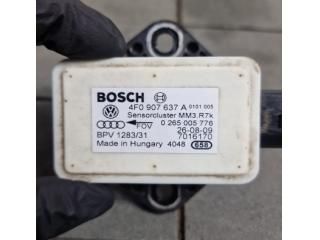 BOSCH
4F0 907 637 A 0101 005
Sensorcluster MM3.R7k
FOV 0 265 005 776
26-08-09
BPV 1283/31 7016170
Made in Hungary 4048